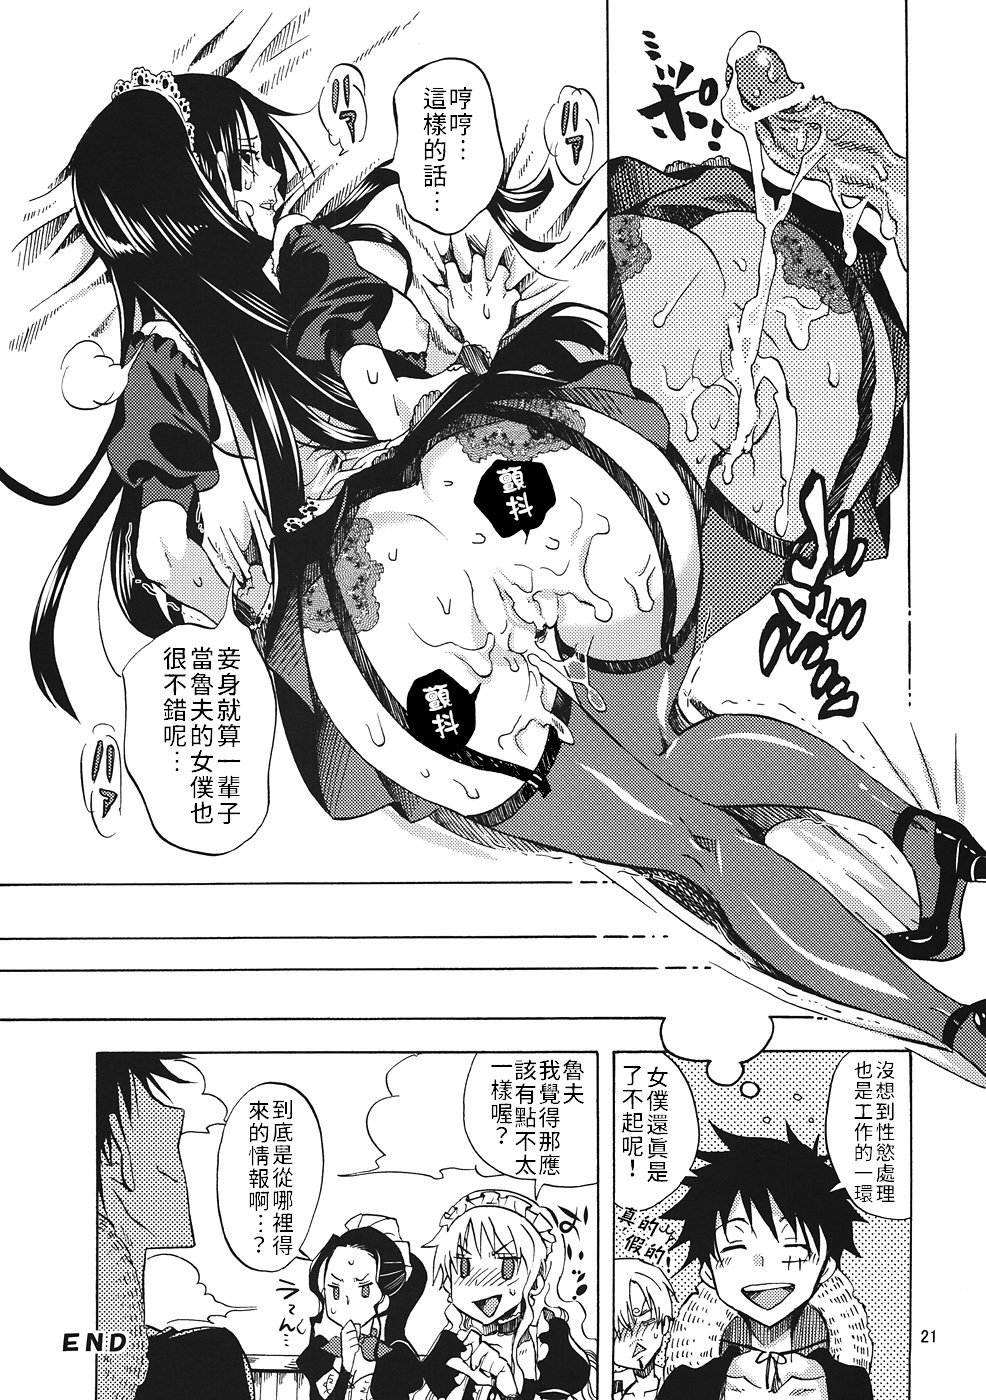 ポ
哼哼…
這樣的話…
ハァ
ハァ
顫抖
顫抖
妾身就算一輩子
當魯夫的女僕也
很不錯呢…
ハァ
沒想到性慾處理
也是工作的一環
女僕還真是
了不起呢！
真的
假的！
魯夫
我覺得那應
該有點不太
一樣喔？
到底是從哪裡得
來的情報啊…？
END
21